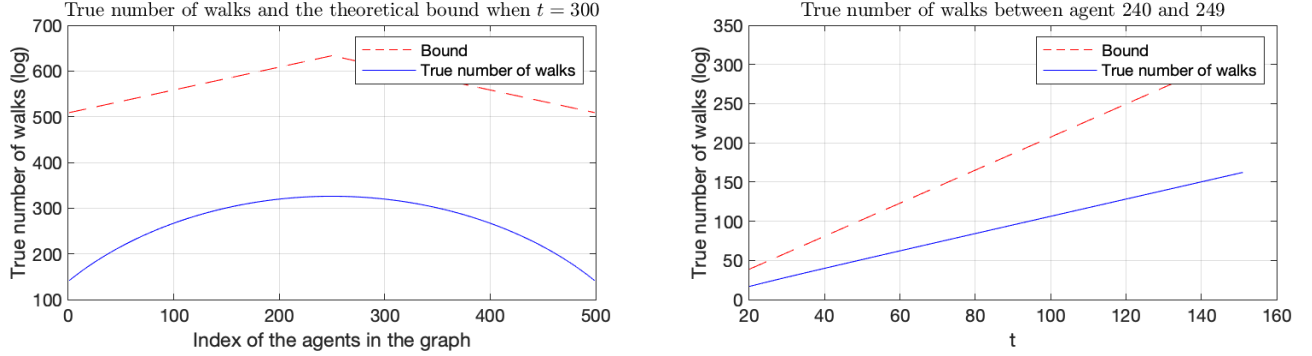 True number of walks and the theoretical bound when t = 300
True number of walks (log)
700
600
500
400
300
200
100
0
100
200
300
400
500
Index of the agents in the graph
Bound
True number of walks
True number of walks between agent 240 and 249
True number of walks (log)
350
300
250
200
150
100
50
0
20
40
60
80
100
120
140
160
t
Bound
True number of walks